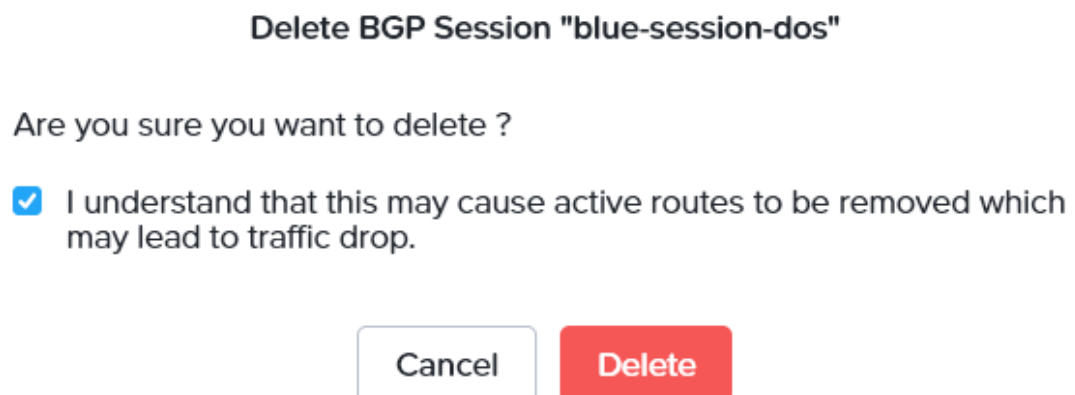 Delete BGP Session "blue-session-dos"
Are you sure you want to delete ?
I understand that this may cause active routes to be removed which
may lead to traffic drop.
Cancel
Delete